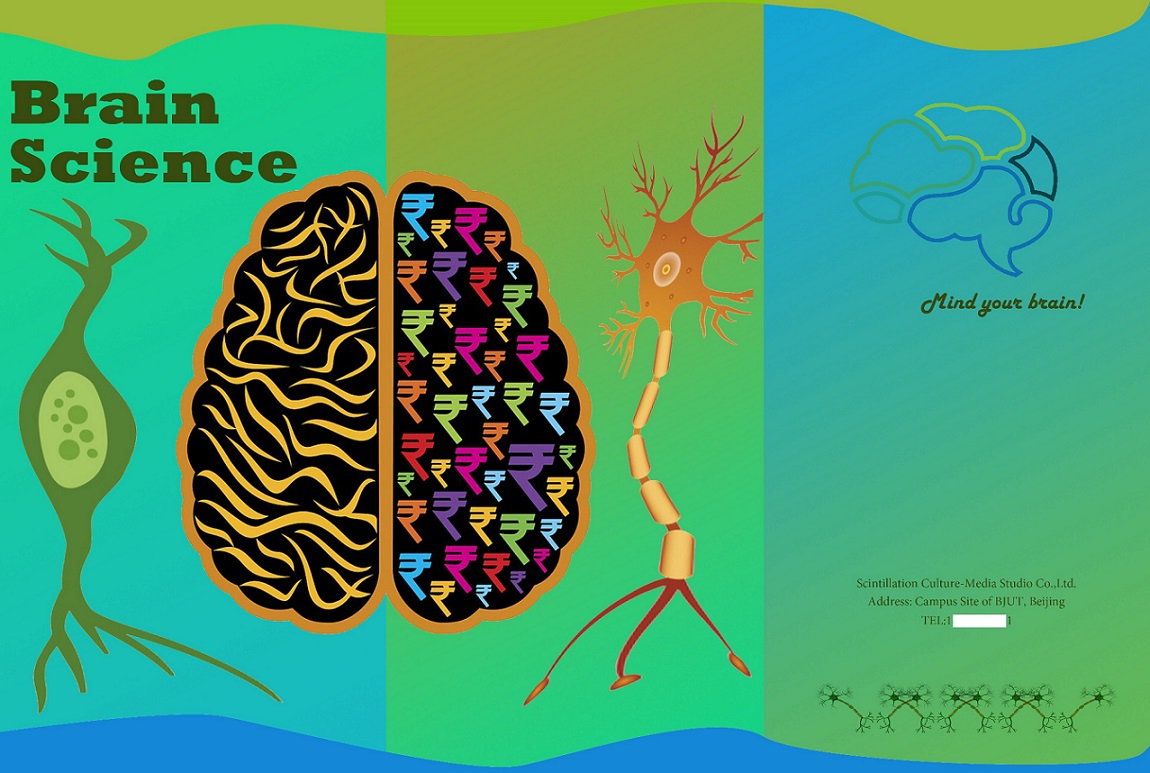 Brain
Science
Mind your brain!
Scintillation Culture-Media Studio Co.,Ltd.
Address: Campus Site of BJUT, Beijing
TEL:1 1